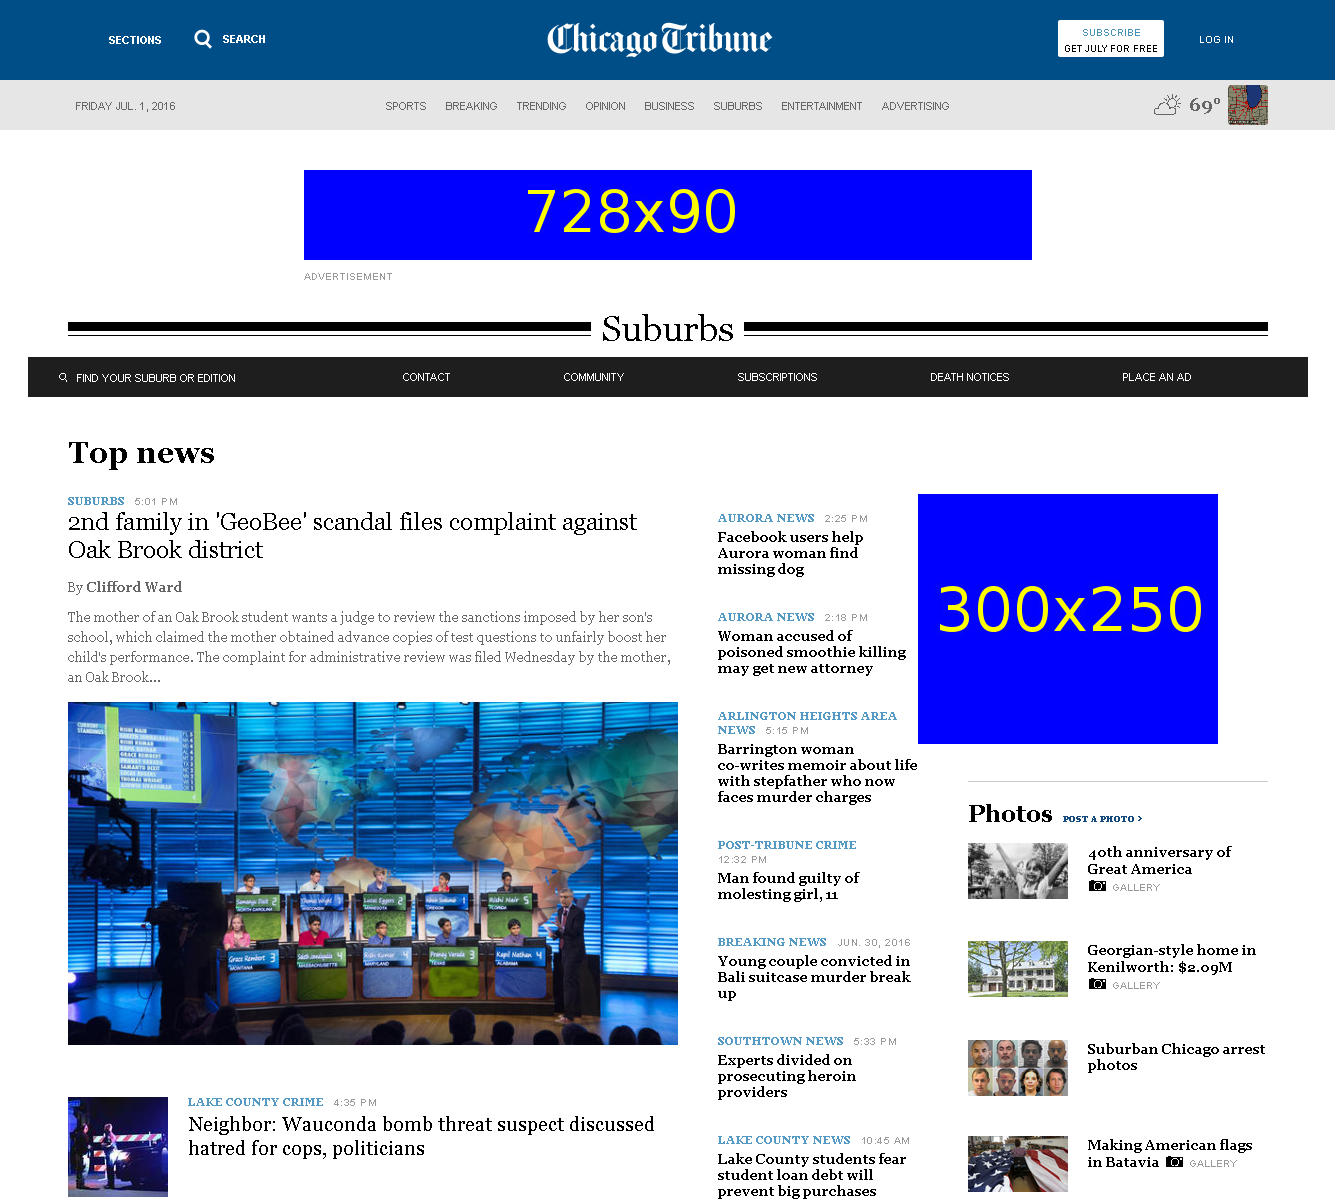 SECTIONS
SEARCH
Chicago Tribune
SUBSCRIBE
GET JULY FOR FREE
LOG IN
FRIDAY JUL. 1, 2016
SPORTS BREAKING TRENDING OPINION BUSINESS SUBURBS ENTERTAINMENT ADVERTISING
69°
728x90
ADVERTISEMENT
Suburbs
FIND YOUR SUBURB OR EDITION CONTACT COMMUNITY SUBSCRIPTIONS DEATH NOTICES PLACE AN AD
Top news
SUBURBS 5:01 PM
2nd family in 'GeoBee' scandal files complaint against
Oak Brook district
By Clifford Ward
The mother of an Oak Brook student wants a judge to review the sanctions imposed by her son's
school, which claimed the mother obtained advance copies of test questions to unfairly boost her
child's performance. The complaint for administrative review was filed Wednesday by the mother,
an Oak Brook...
CURRENT
STANDINGS
LAKE COUNTY CRIME 4:35 PM
Neighbor: Wauconda bomb threat suspect discussed
hatred for cops, politicians
AURORA NEWS 2:25 PM
Facebook users help
Aurora woman find
missing dog
AURORA NEWS 2:18 PM
Woman accused of
poisoned smoothie killing
may get new attorney
ARLINGTON HEIGHTS AREA
NEWS 5:15 PM
Barrington woman
co-writes memoir about life
with stepfather who now
faces murder charges
POST-TRIBUNE CRIME
12:32 PM
Man found guilty of
molesting girl, 11
BREAKING NEWS JUN. 30, 2016
Young couple convicted in
Bali suitcase murder break
up
SOUTHTOWN NEWS 5:33 PM
Experts divided on
prosecuting heroin
providers
LAKE COUNTY NEWS 10:45 AM
Lake County students fear
student loan debt will
prevent big purchases
300x250
Photos POST A PHOTO ›
40th anniversary of
Great America
GALLERY
Georgian-style home in
Kenilworth: $2.09M
GALLERY
Suburban Chicago arrest
photos
Making American flags
in Batavia GALLERY